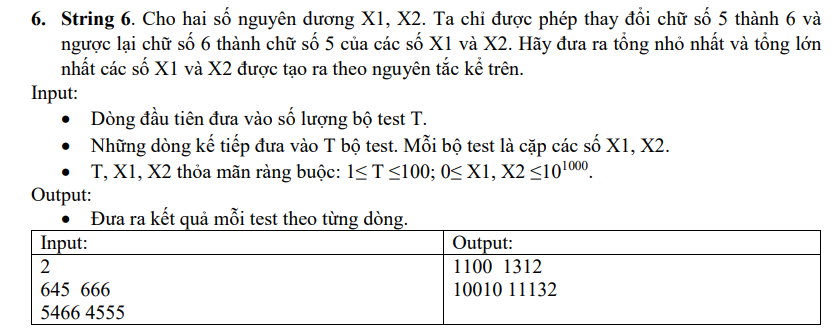 6. String 6. Cho hai số nguyên dương X1, X2. Ta chỉ được phép thay đổi chữ số 5 thành 6 và
ngược lại chữ số 6 thành chữ số 5 của các số X1 và X2. Hãy đưa ra tổng nhỏ nhất và tổng lớn
nhất các số X1 và X2 được tạo ra theo nguyên tắc kể trên.
Input:
• Dòng đầu tiên đưa vào số lượng bộ test T.
• Những dòng kế tiếp đưa vào T bộ test. Mỗi bộ test là cặp các số X1, X2.
• T, X1, X2 thỏa mãn ràng buộc: 1≤ T ≤100; 0≤ X1, X2 ≤10¹⁰⁰⁰.
Output:
• Đưa ra kết quả mỗi test theo từng dòng.
Input: Output:
2 1100 1312
645 666 10010 11132
5466 4555